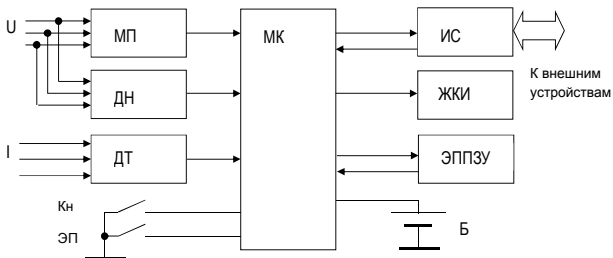 U
МП
МК
ИС
К внешним
устройствам
ДН
ЖКИ
I
ДТ
ЭППЗУ
Кн
ЭП
Б